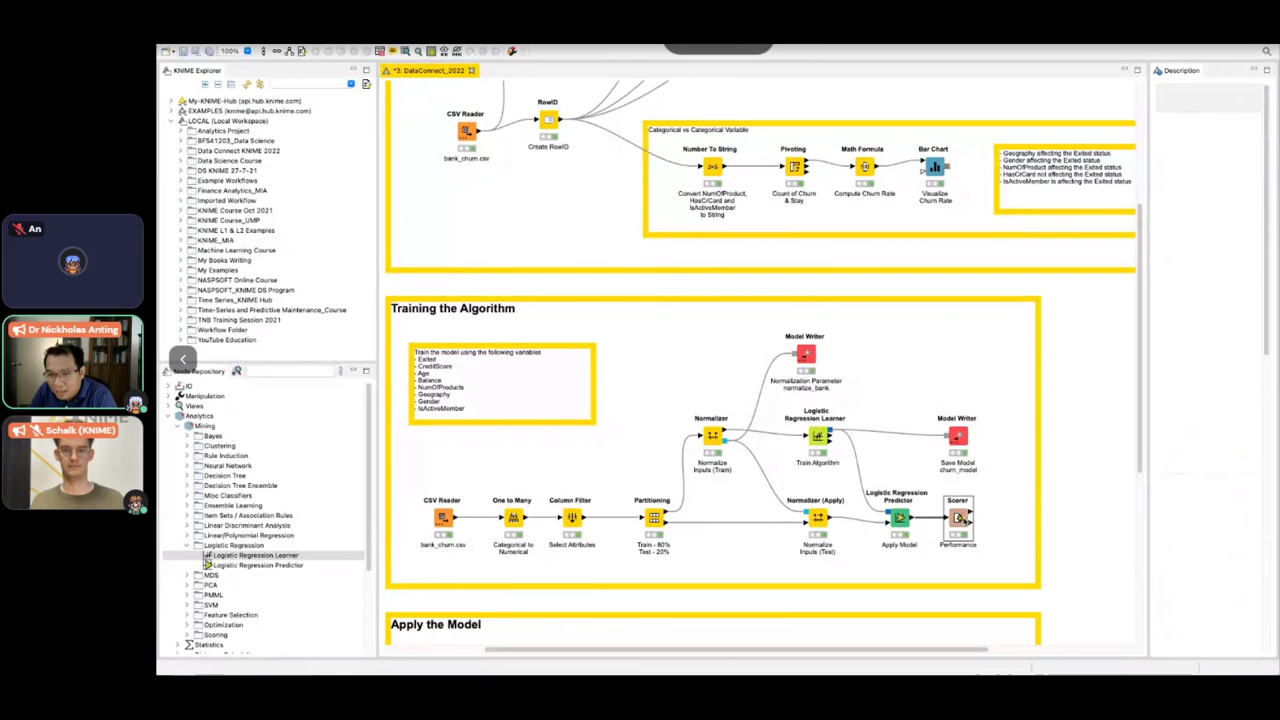 100%
KNIME Explorer
My-KNIME-Hub (api.hub.knime.com)
EXAMPLES (knime@api.hub.knime.com)
LOCAL (Local Workspace)
Analytics Project
BFS41203_Data Science
Data Connect KNIME 2022
Data Science Course
DS KNIME 27-7-21
Example Workflows
Finance Analytics_MIA
Imported Workflow
KNIME Course Oct 2021
KNIME Course_UMP
KNIME L1 & L2 Examples
KNIME_MIA
Machine Learning Course
My Books Writing
My Examples
NASPSOFT Online Course
NASPSOFT_KNIME DS Program
Time Series_KNIME Hub
Time-Series and Predictive Maintenance_Course
TNB Training Session 2021
Workflow Folder
YouTube Education
Node Repository
IO
Manipulation
Views
Analytics
Mining
Bayes
Clustering
Rule Induction
Neural Network
Decision Tree
Decision Tree Ensemble
Misc Classifiers
Ensemble Learning
Item Sets / Association Rules
Linear Discriminant Analysis
Linear/Polynomial Regression
Logistic Regression
Logistic Regression Learner
Logistic Regression Predictor
MDS
PCA
PMML
SVM
Feature Selection
Optimization
Scoring
Statistics
An
Dr Nickholas Anting
Schalk (KNIME)
*3: DataConnect_2022
Description
CSV Reader
bank_churn.csv
RowID
Create RowID
Categorical vs Categorical Variable
Number To String
Convert NumOfProduct,
HasCrCard and
IsActiveMember
to String
Pivoting
Count of Churn
& Stay
Math Formula
Compute Churn Rate
Bar Chart
Visualize
Churn Rate
- Geography affecting the Exited status
- Gender affecting the Exited status
- NumOfProduct affecting the Exited status
- HasCrCard not affecting the Exited status
- IsActiveMember is affecting the Exited status
Training the Algorithm
Train the model using the following variables
- Exited
- CreditScore
- Age
- Balance
- NumOfProducts
- Geography
- Gender
- IsActiveMember
Model Writer
Normalization Parameter
normalize_bank
Normalizer
Normalize
Inputs (Train)
Logistic
Regression Learner
Train Algorithm
Model Writer
Save Model
churn_model
CSV Reader
bank_churn.csv
One to Many
Categorical to
Numerical
Column Filter
Select Attributes
Partitioning
Train - 80%
Test - 20%
Normalizer (Apply)
Normalize
Inputs (Test)
Logistic Regression
Predictor
Apply Model
Scorer
Performance
Apply the Model